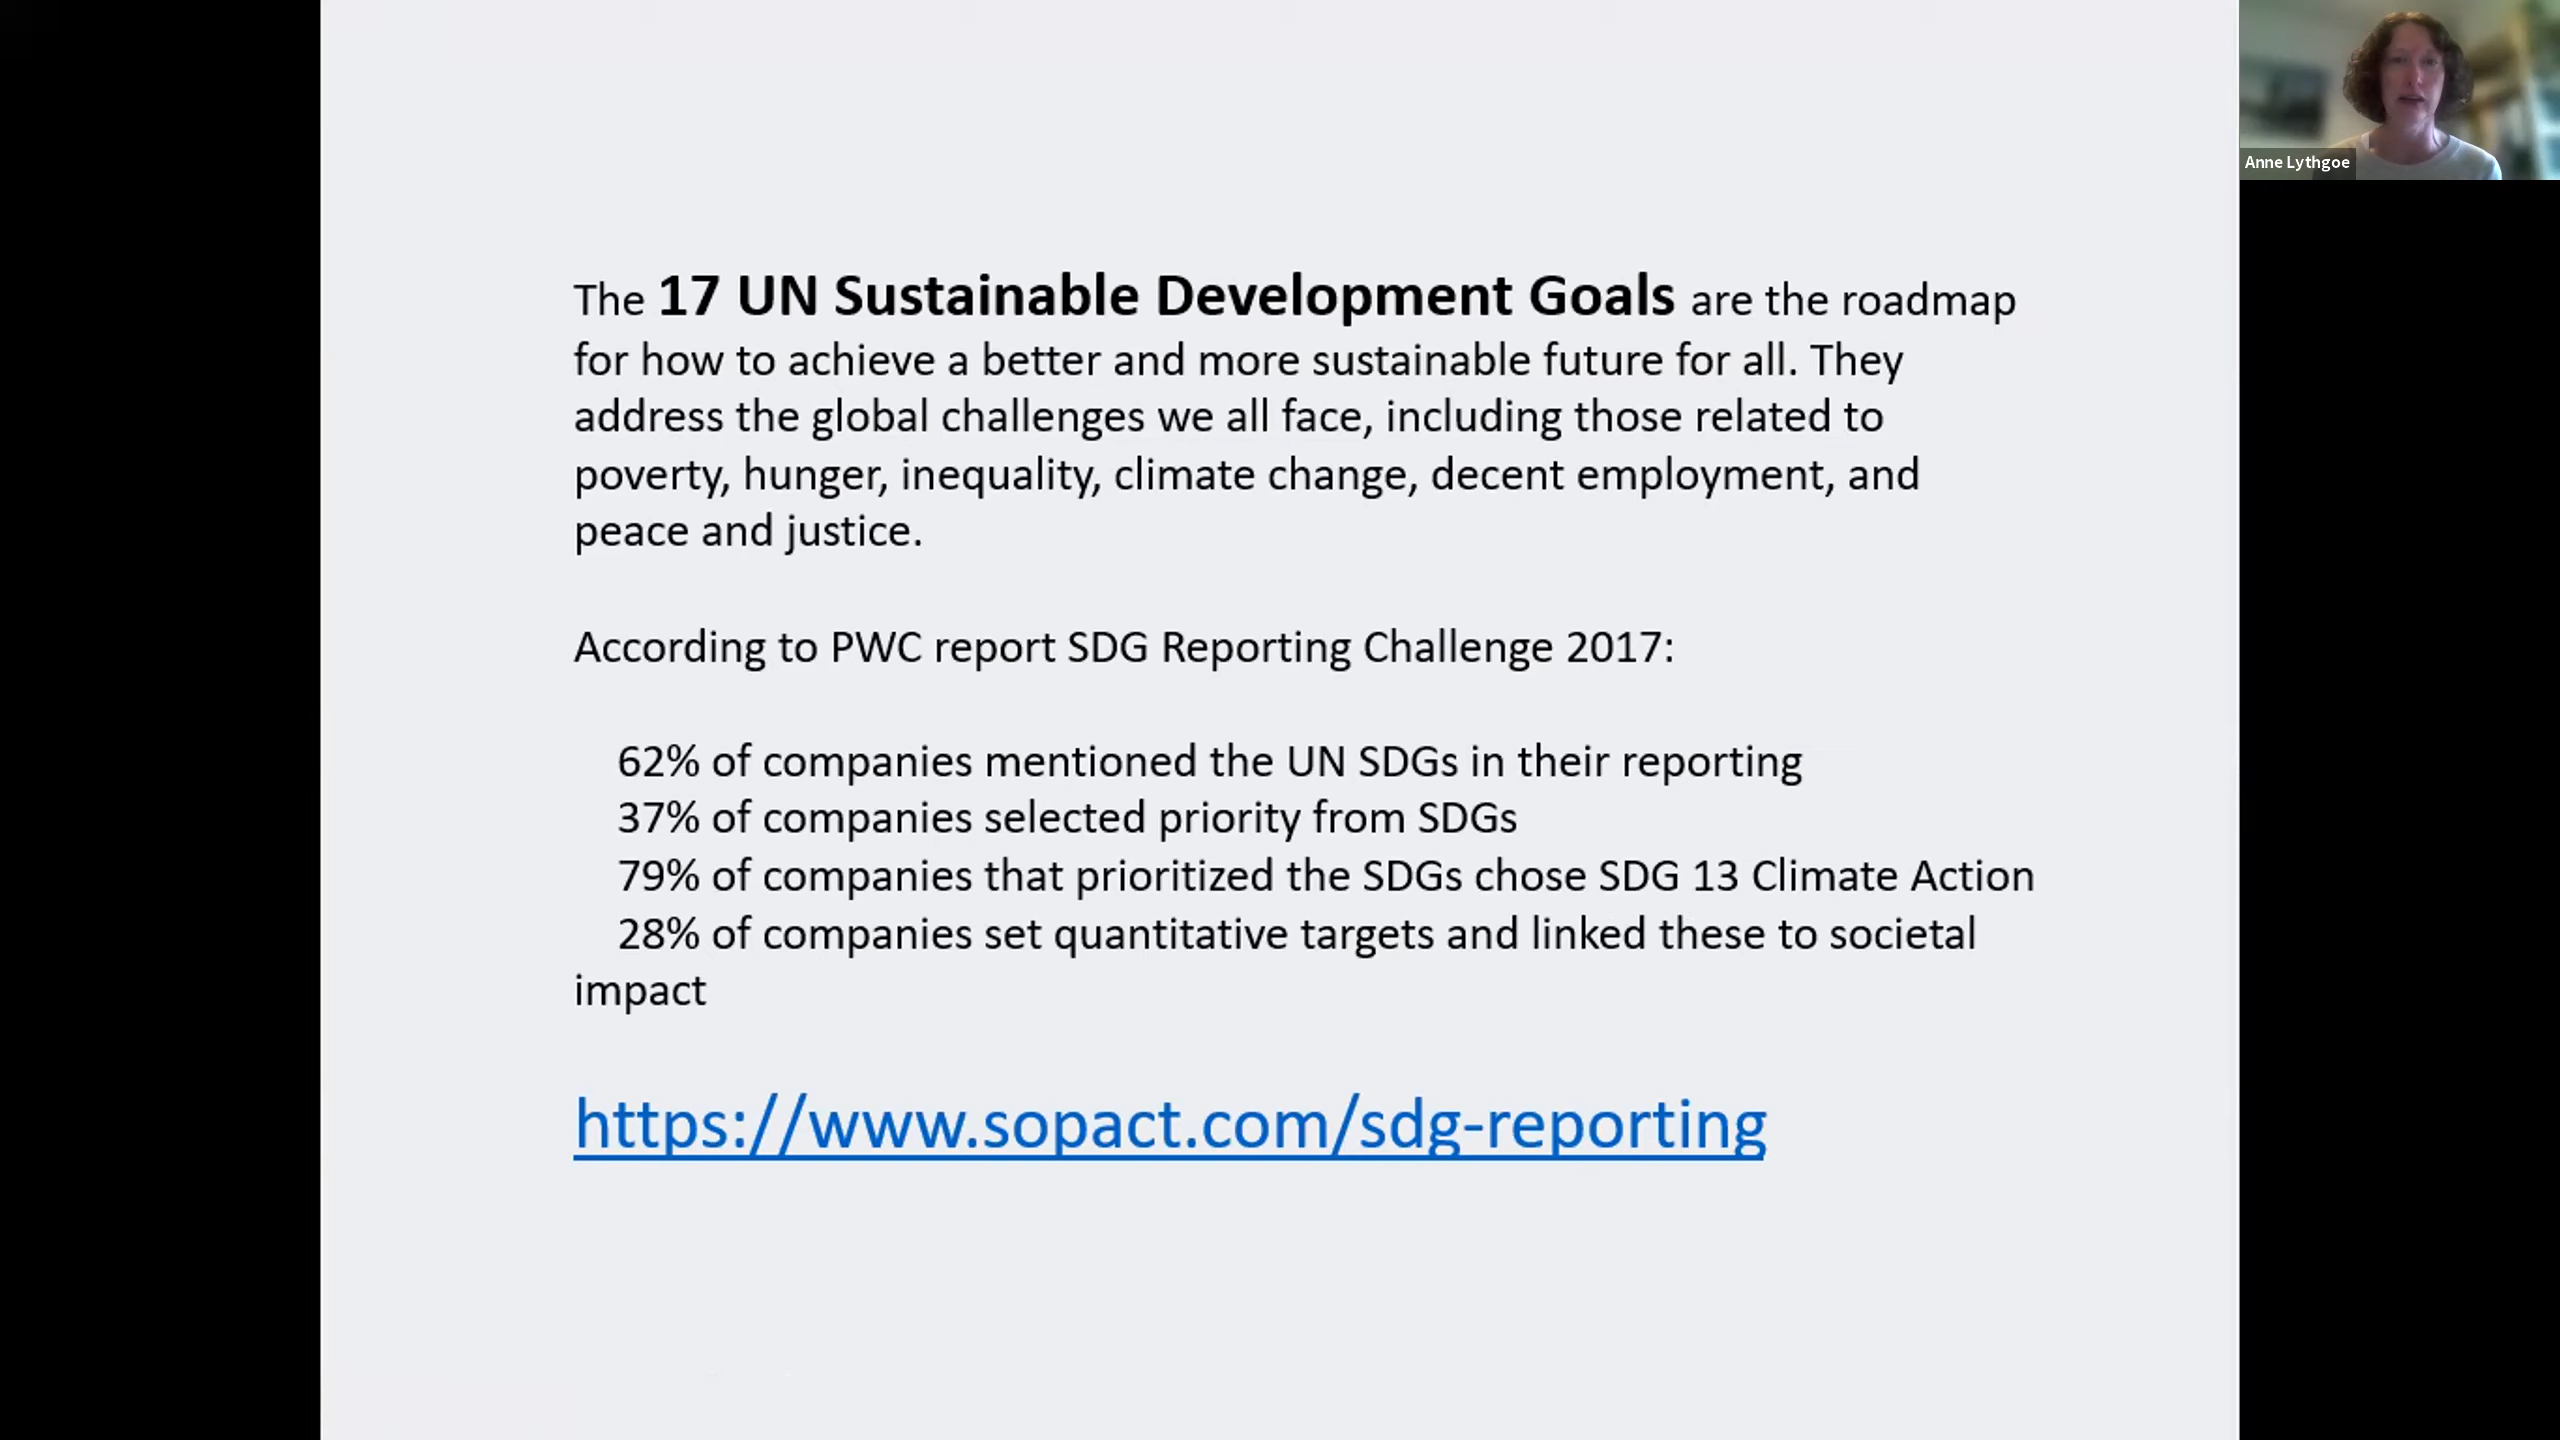 The 17 UN Sustainable Development Goals are the roadmap
for how to achieve a better and more sustainable future for all. They
address the global challenges we all face, including those related to
poverty, hunger, inequality, climate change, decent employment, and
peace and justice.
According to PWC report SDG Reporting Challenge 2017:
62% of companies mentioned the UN SDGs in their reporting
37% of companies selected priority from SDGs
79% of companies that prioritized the SDGs chose SDG 13 Climate Action
28% of companies set quantitative targets and linked these to societal
impact
https://www.sopact.com/sdg-reporting
Anne Lythgoe